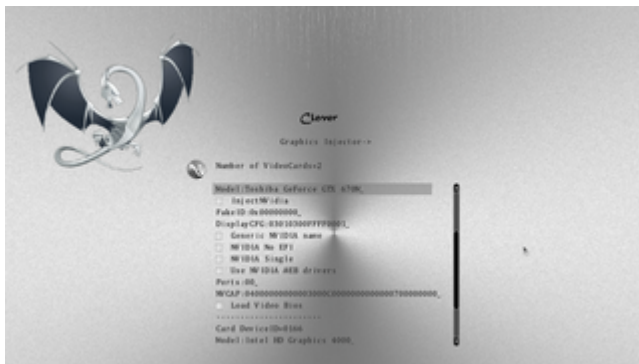 Clover
Graphics Injector->
Number of VideoCards=2
Model:Toshiba GeForce GTX 670M_
InjectNVidia
FakeID:0x00000000_
DisplayCFG:03010300FFFF0001_
Generic NVIDIA name
NVIDIA No EFI
NVIDIA Single
Use NVIDIA WEB drivers
Ports:00_
Load Video Bios
----------------------
Card DeviceID=0166
Model:Intel HD Graphics 4000_